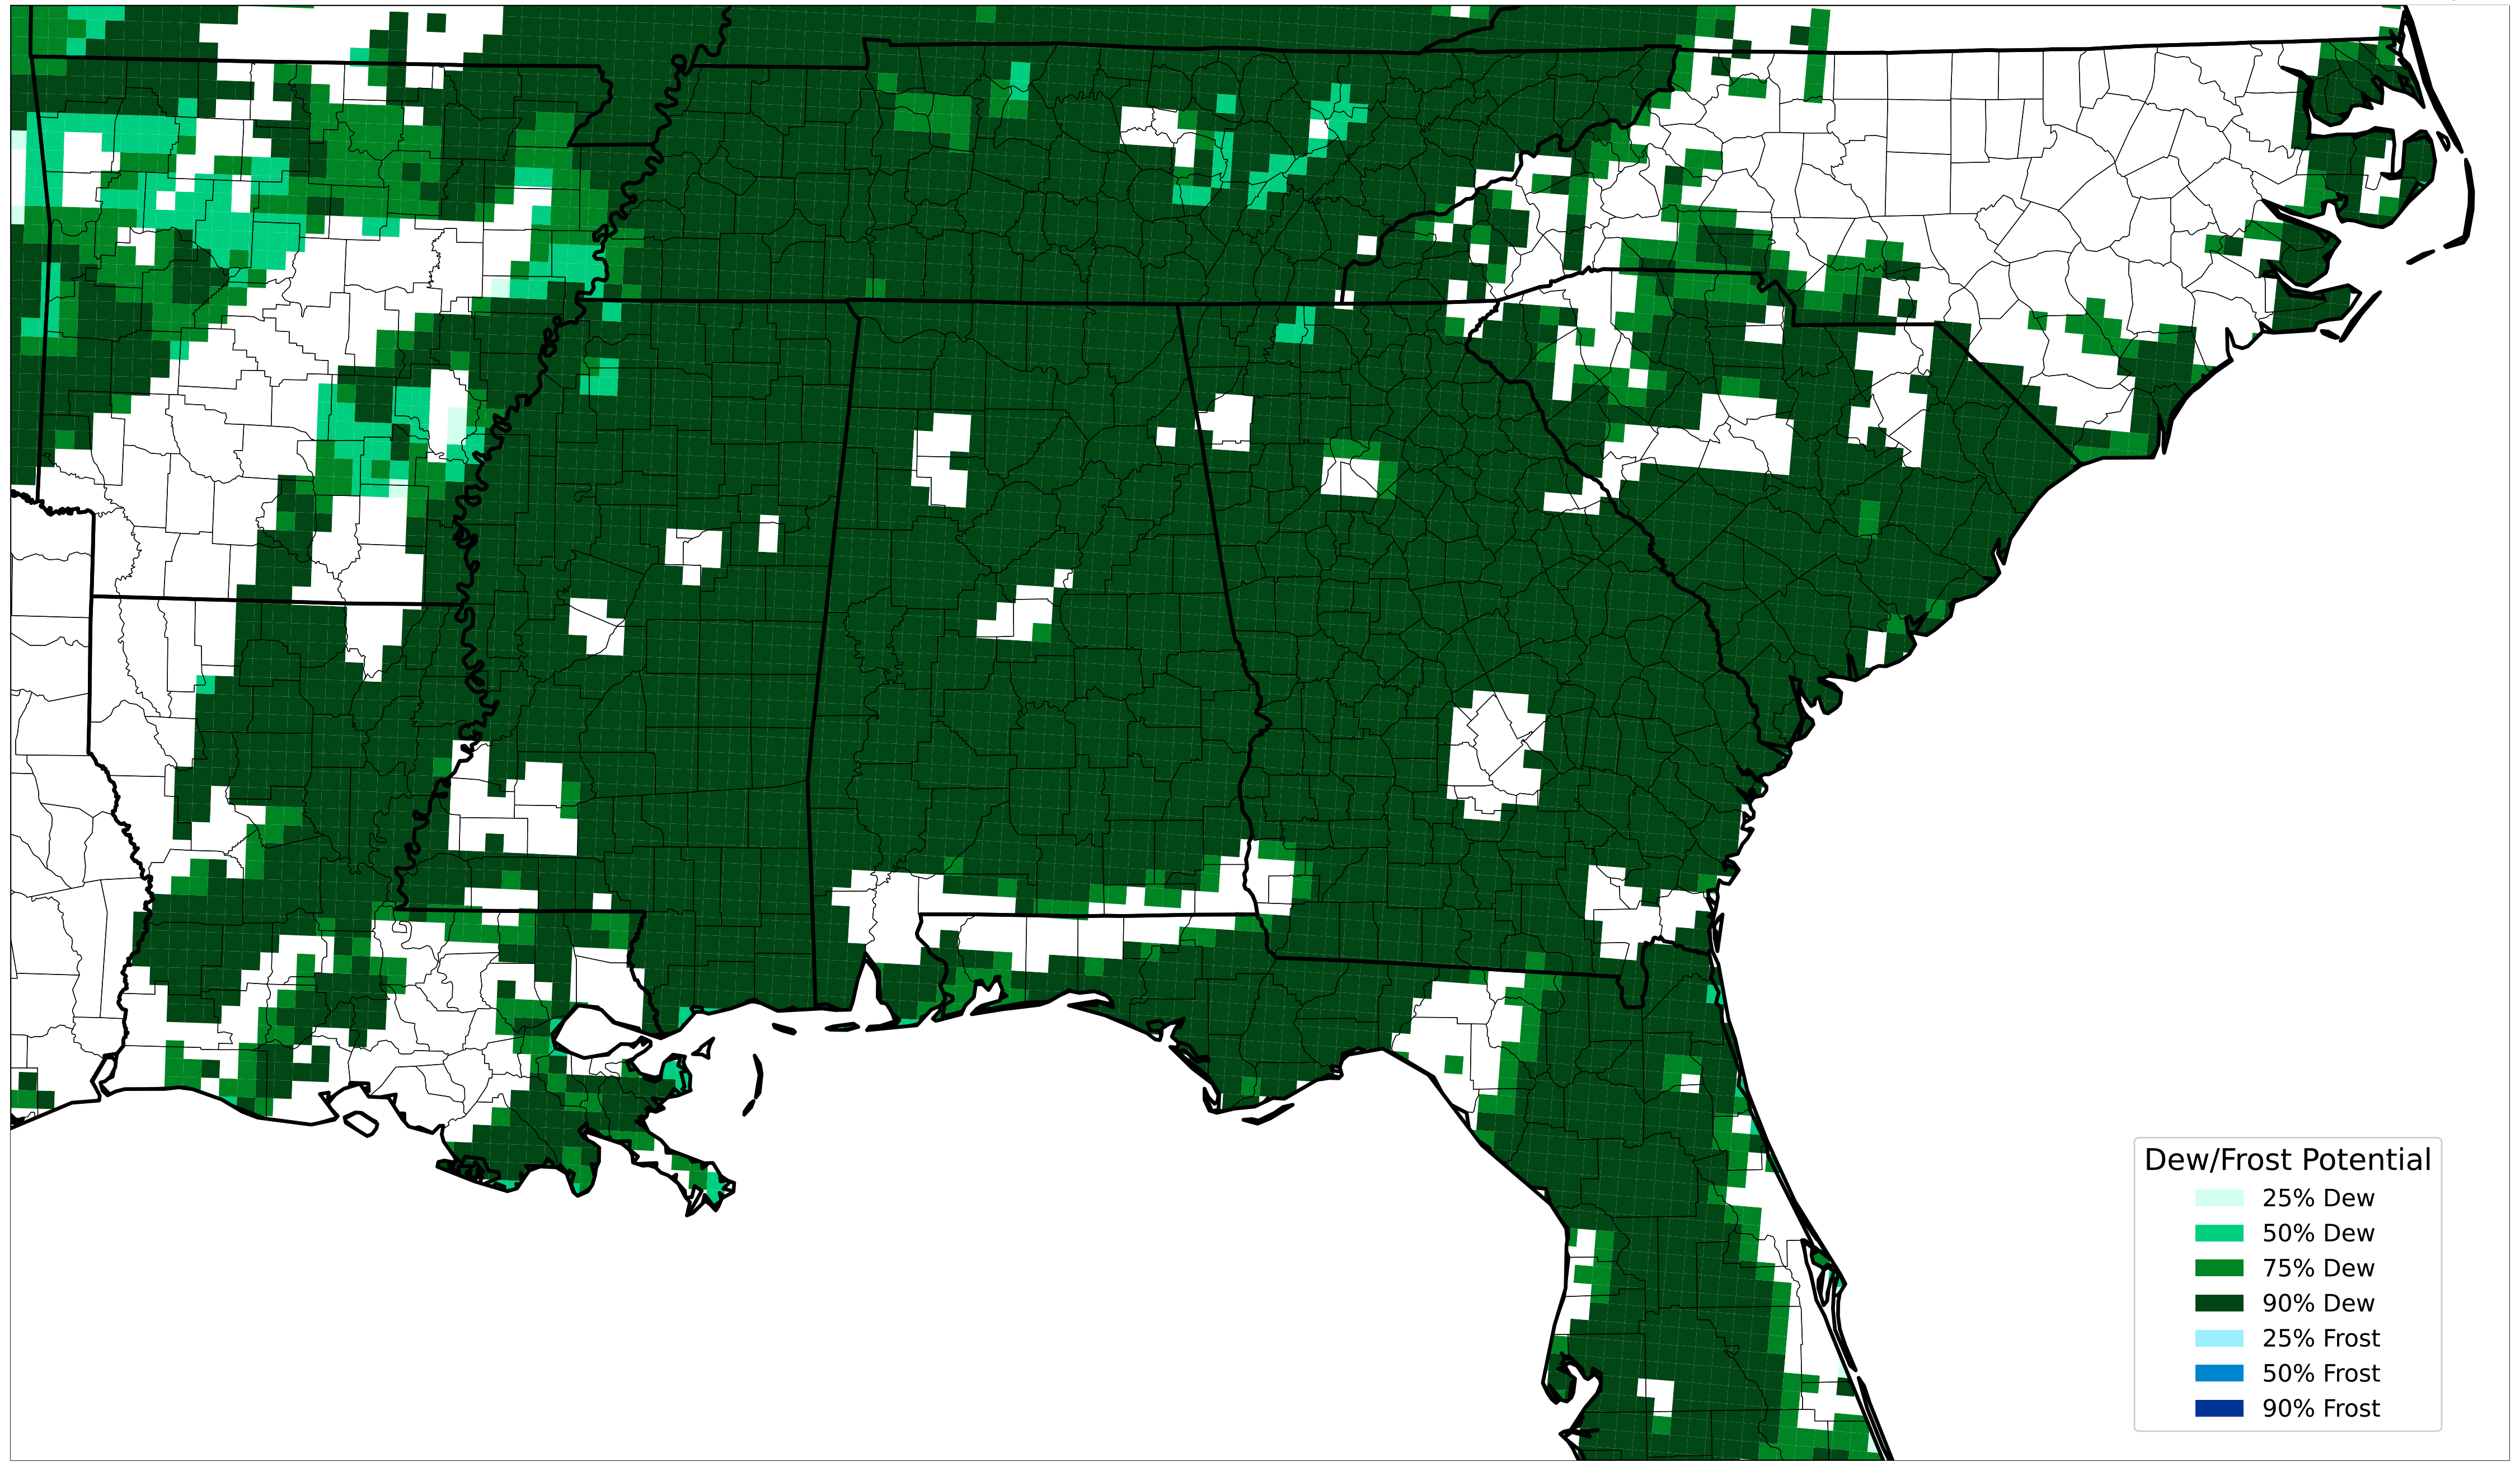 Dew/Frost Potential
25% Dew
50% Dew
75% Dew
90% Dew
25% Frost
50% Frost
90% Frost